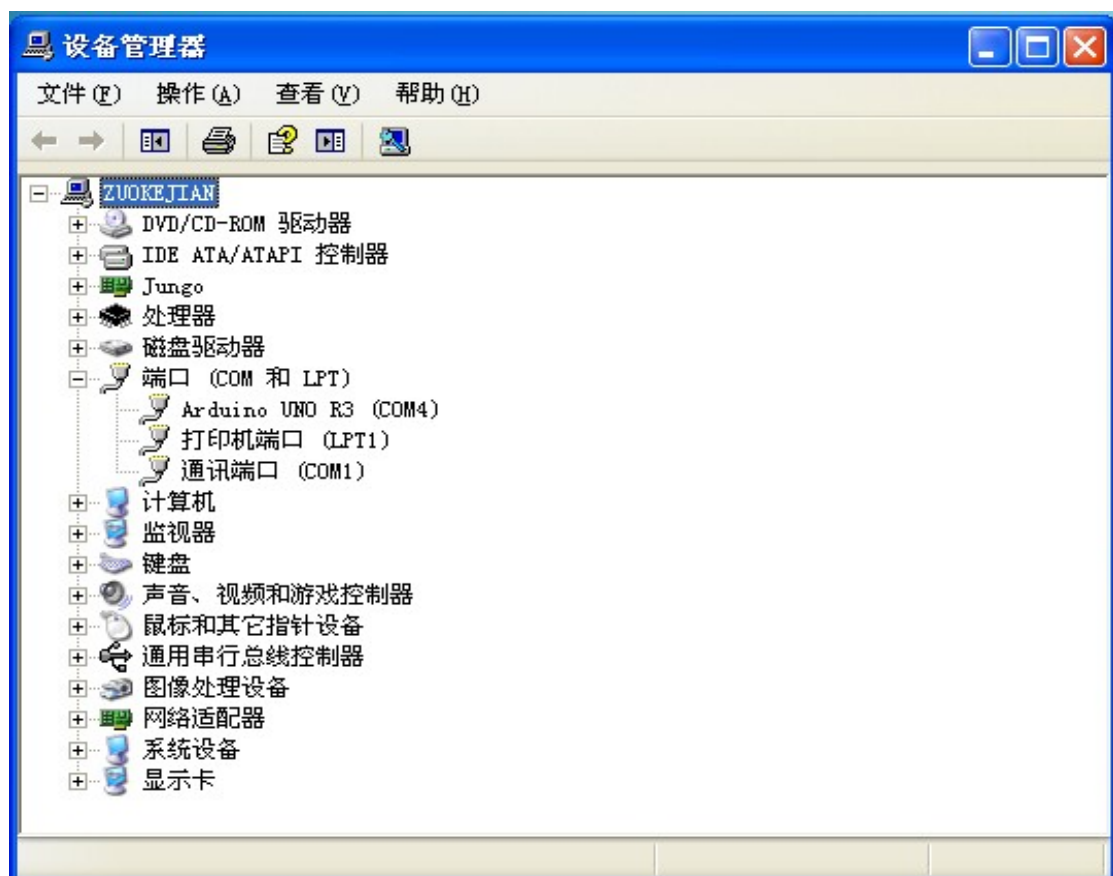 设备管理器
文件(F) 操作(A) 查看(V) 帮助(H)
ZUOKEJIAN
DVD/CD-ROM 驱动器
IDE ATA/ATAPI 控制器
Jungo
处理器
磁盘驱动器
端口 (COM 和 LPT)
Arduino UNO R3 (COM4)
打印机端口 (LPT1)
通讯端口 (COM1)
计算机
监视器
键盘
声音、视频和游戏控制器
鼠标和其它指针设备
通用串行总线控制器
图像处理设备
网络适配器
系统设备
显示卡